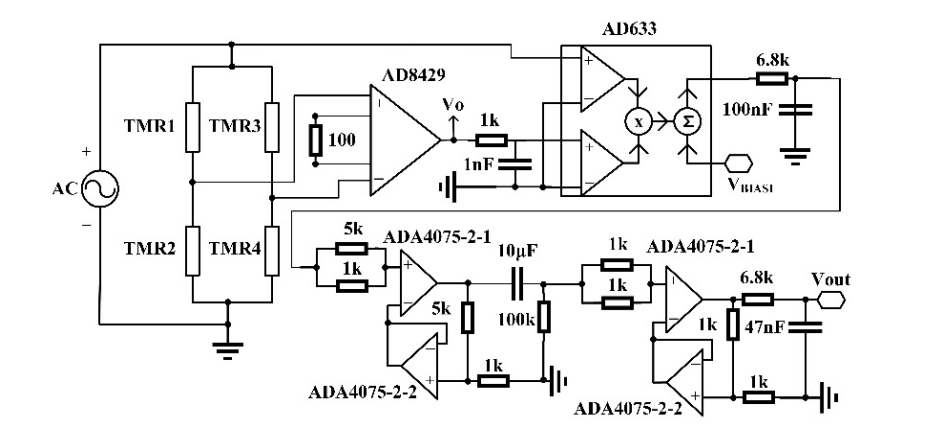 AD633
6.8k
AD8429
100nF
Vo
1k
TMR1
TMR3
100
x
Σ
+
AC
−
1nF
V_BIAS1
TMR2
TMR4
5k
ADA4075-2-1
10μF
1k
ADA4075-2-1
1k
6.8k
Vout
5k
100k
1k
1k
47nF
ADA4075-2-2
1k
1k
ADA4075-2-2